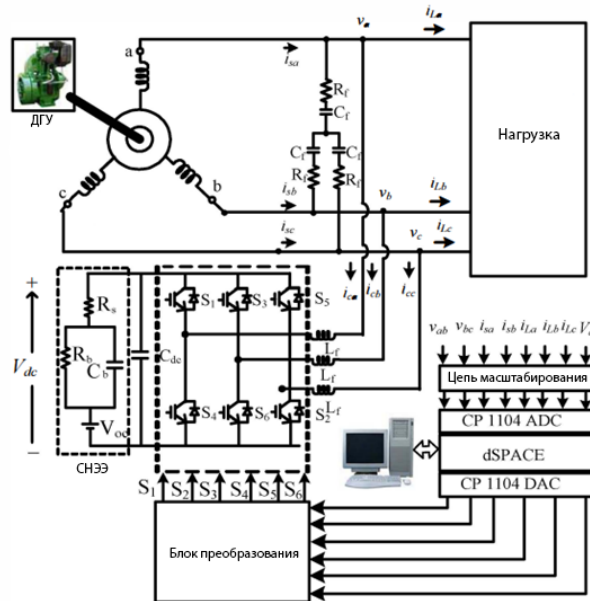 ДГУ
a
b
c
i_sa
v_a
i_La
R_f
C_f
C_f
C_f
R_f
R_f
i_sb
v_b
i_Lb
i_sc
v_c
i_Lc
Нагрузка
i_ca
i_cb
i_cc
+
V_dc
−
R_s
R_b
C_b
V_oc
СНЭЭ
C_dc
S_1
S_3
S_5
S_4
S_6
S_2
L_f
L_f
L_f
v_ab v_bc i_sa i_sb i_La i_Lb i_Lc
Цепь масштабирования
CP 1104 ADC
dSPACE
CP 1104 DAC
S_1 S_2 S_3 S_4 S_5 S_6
Блок преобразования